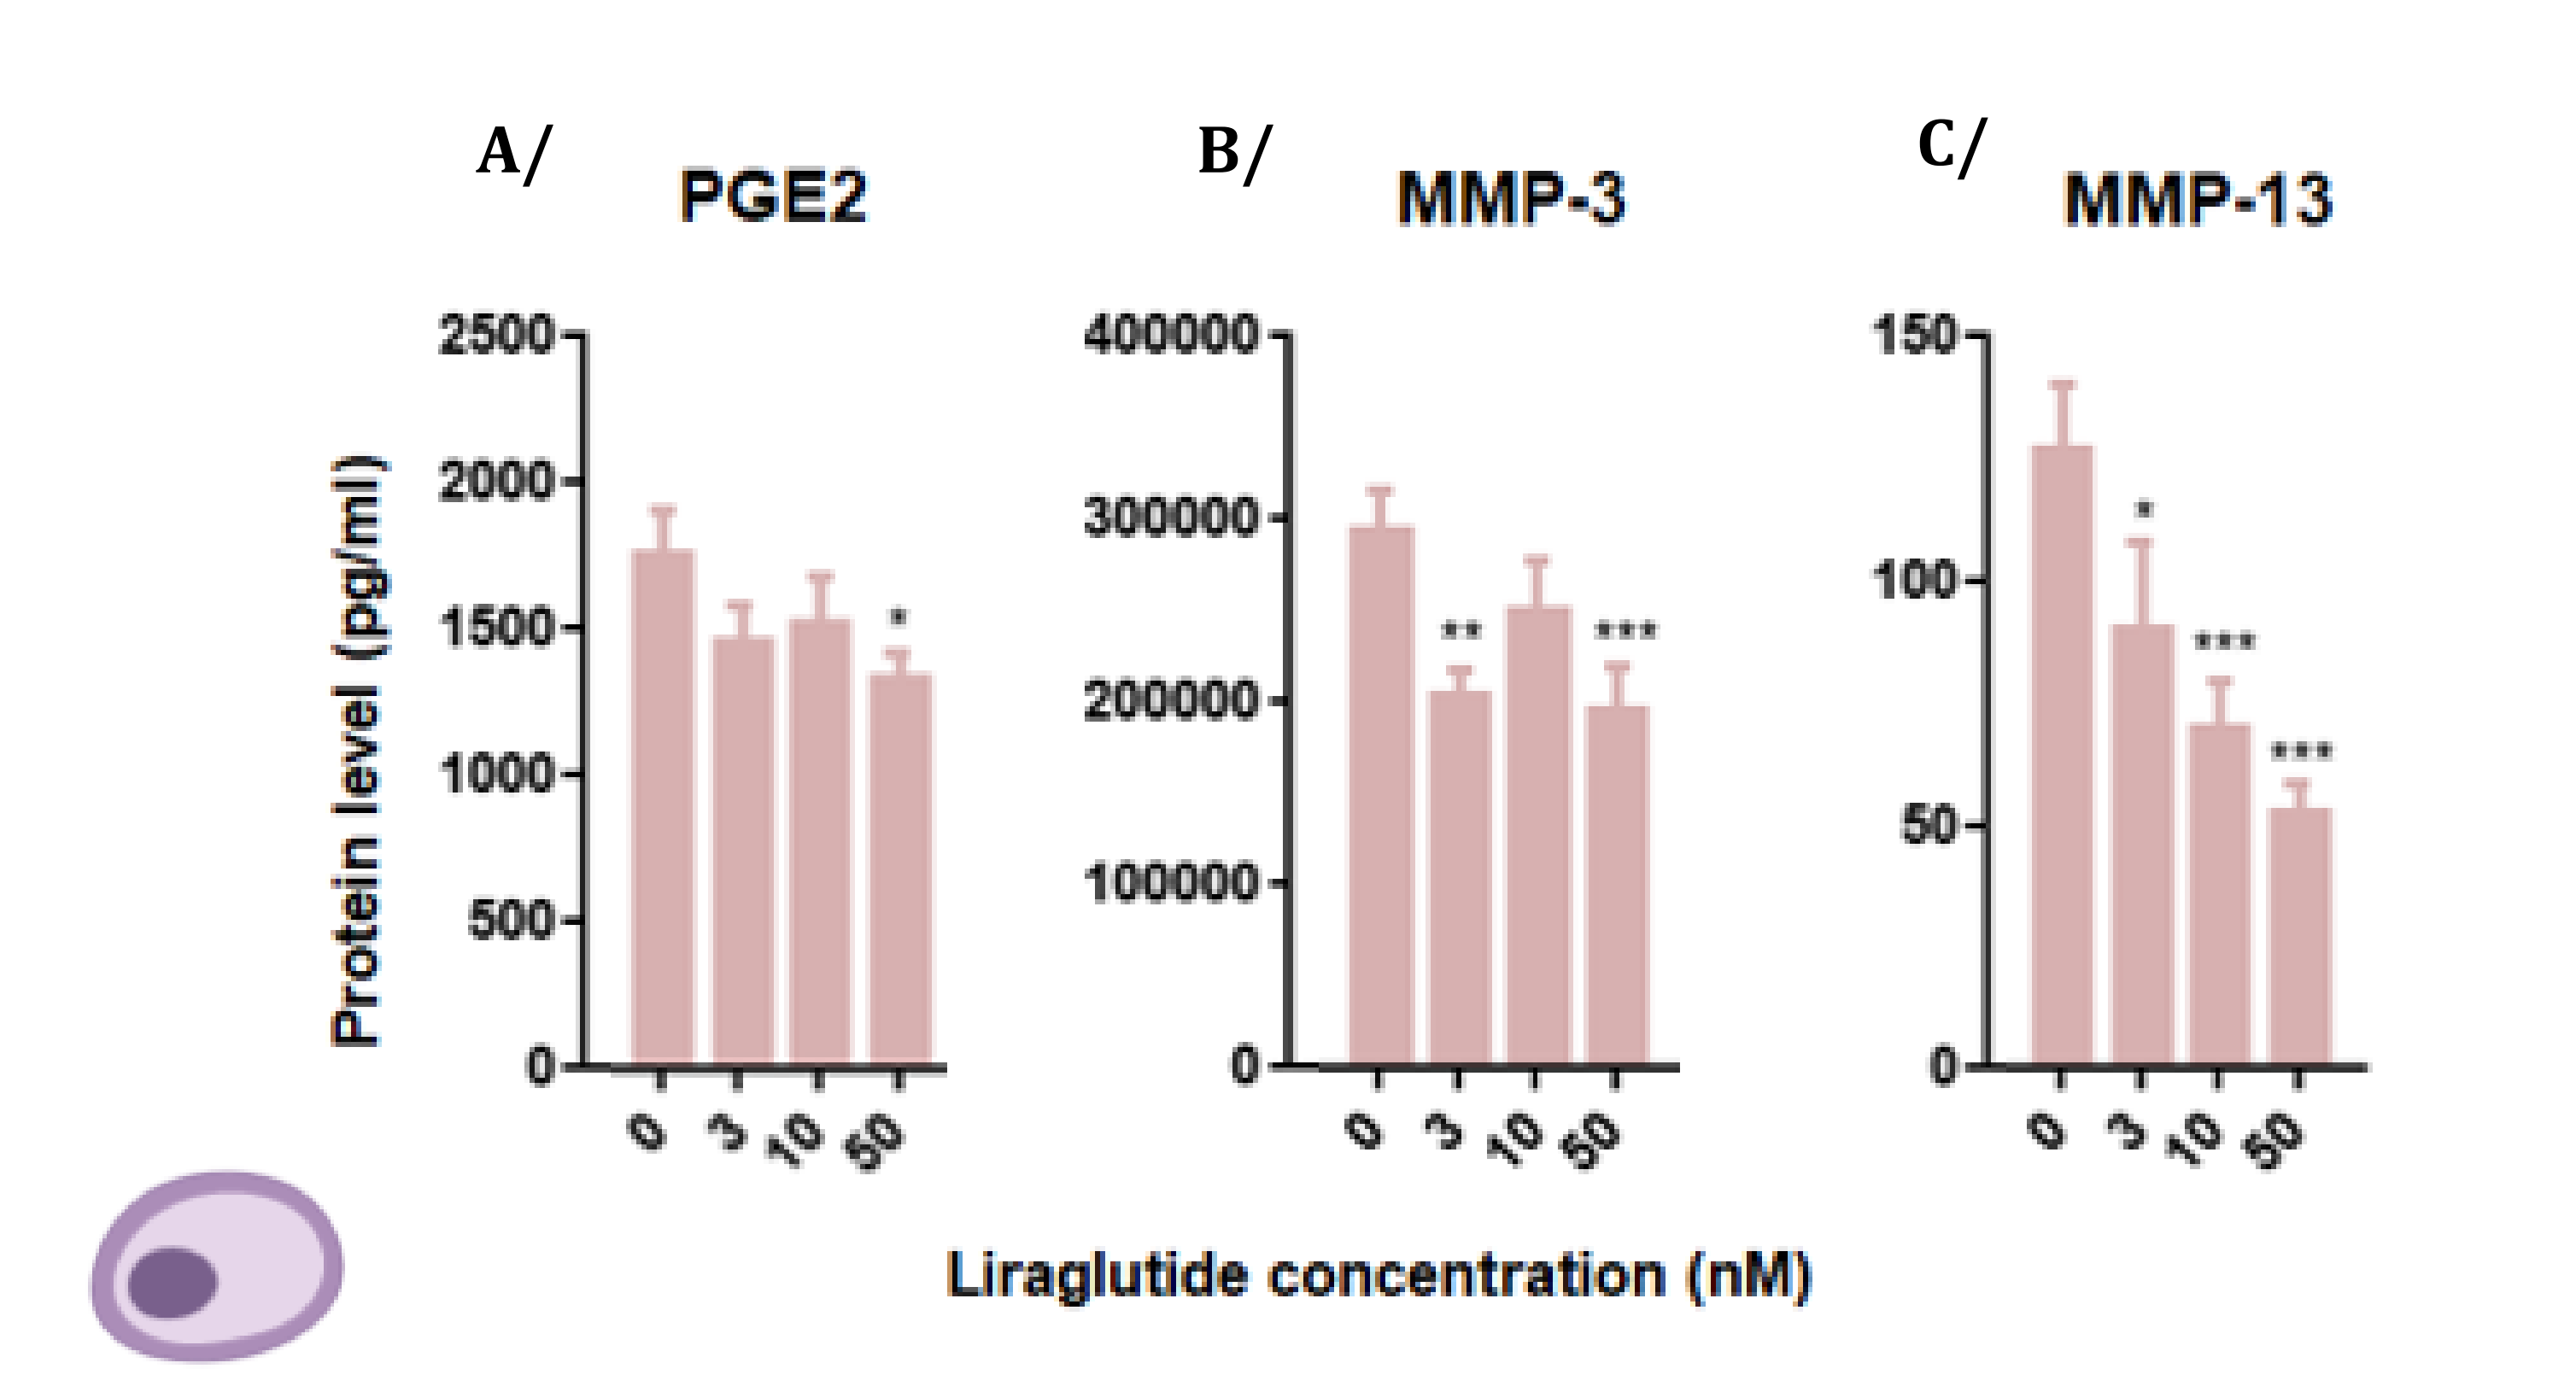 A/
PGE2
B/
MMP-3
C/
MMP-13
Protein level (pg/ml)
2500
2000
1500
1000
500
0
*
0 3 10 50
400000
300000
200000
100000
0
** ***
0 3 10 50
150
100
50
0
* *** ***
0 3 10 50
Liraglutide concentration (nM)